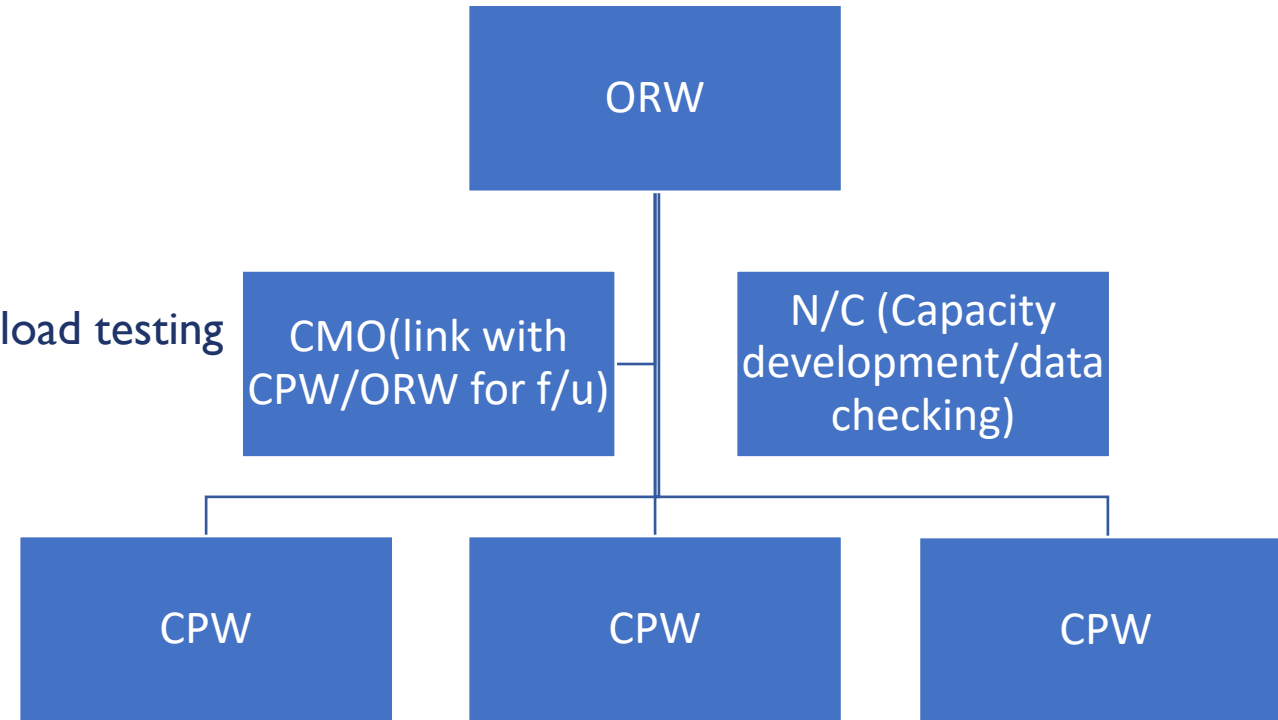 ORW
load testing
CMO(link with
CPW/ORW for f/u)
N/C (Capacity
development/data
checking)
CPW
CPW
CPW